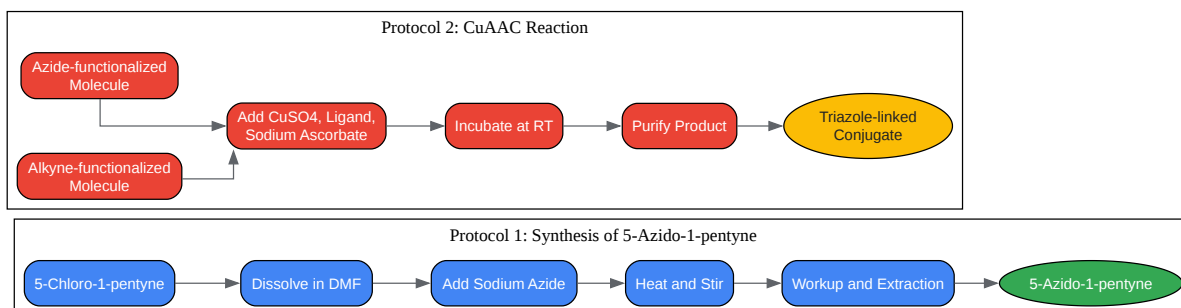 Protocol 2: CuAAC Reaction
Azide-functionalized
Molecule
Alkyne-functionalized
Molecule
Add CuSO4, Ligand,
Sodium Ascorbate
Incubate at RT
Purify Product
Triazole-linked
Conjugate
Protocol 1: Synthesis of 5-Azido-1-pentyne
5-Chloro-1-pentyne
Dissolve in DMF
Add Sodium Azide
Heat and Stir
Workup and Extraction
5-Azido-1-pentyne